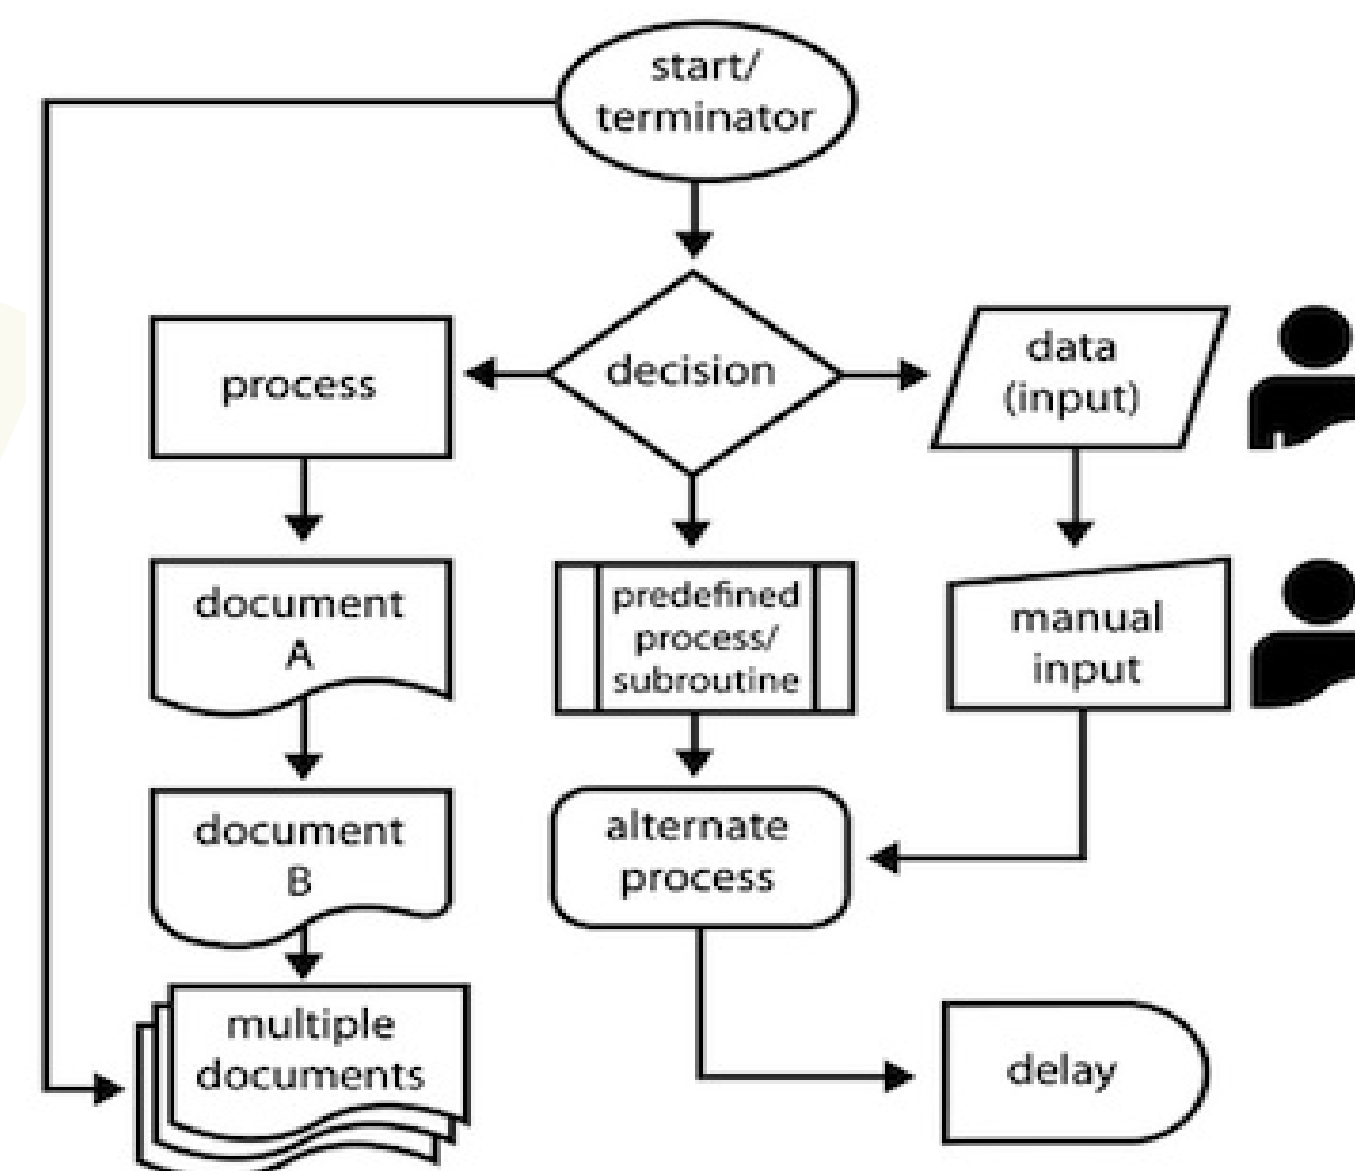 start/
terminator
process
decision
data
(input)
document
A
predefined
process/
subroutine
manual
input
document
B
alternate
process
multiple
documents
delay